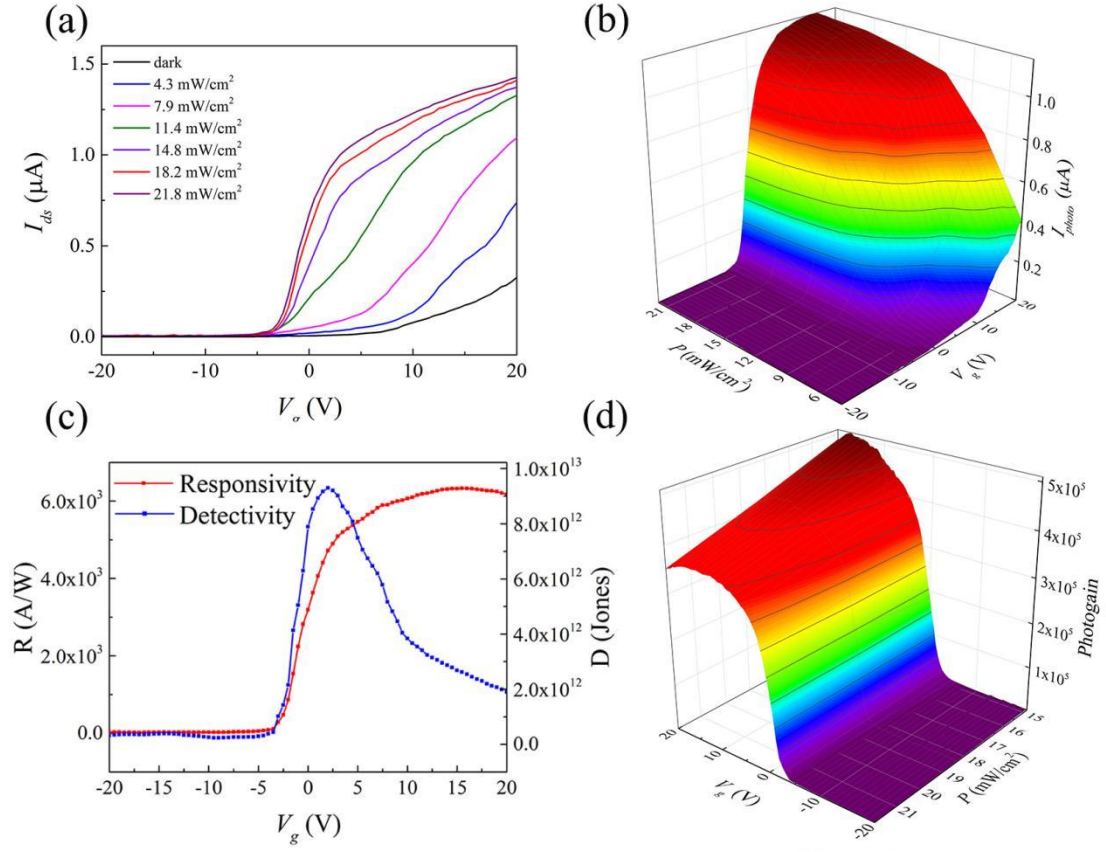 (a)
I_ds (μA)
1.5
1.0
0.5
0.0
dark
4.3 mW/cm²
7.9 mW/cm²
11.4 mW/cm²
14.8 mW/cm²
18.2 mW/cm²
21.8 mW/cm²
-20 -10 0 10 20
V_g (V)
(b)
1.0
0.8
0.6
0.4
0.2
I_photo (μA)
21 18 15 12 9 6
P (mW/cm²)
-20 -10 0 10 20
V_g (V)
(c)
R (A/W)
6.0x10³
4.0x10³
2.0x10³
0.0
Responsivity
Detectivity
1.0x10¹³
8.0x10¹²
6.0x10¹²
4.0x10¹²
2.0x10¹²
0.0
D (Jones)
-20 -15 -10 -5 0 5 10 15 20
V_g (V)
(d)
5x10⁵
4x10⁵
3x10⁵
2x10⁵
1x10⁵
Photogain
20 10 0 -10 -20
V_g (V)
21 20 19 18 17 16 15
P (mW/cm²)